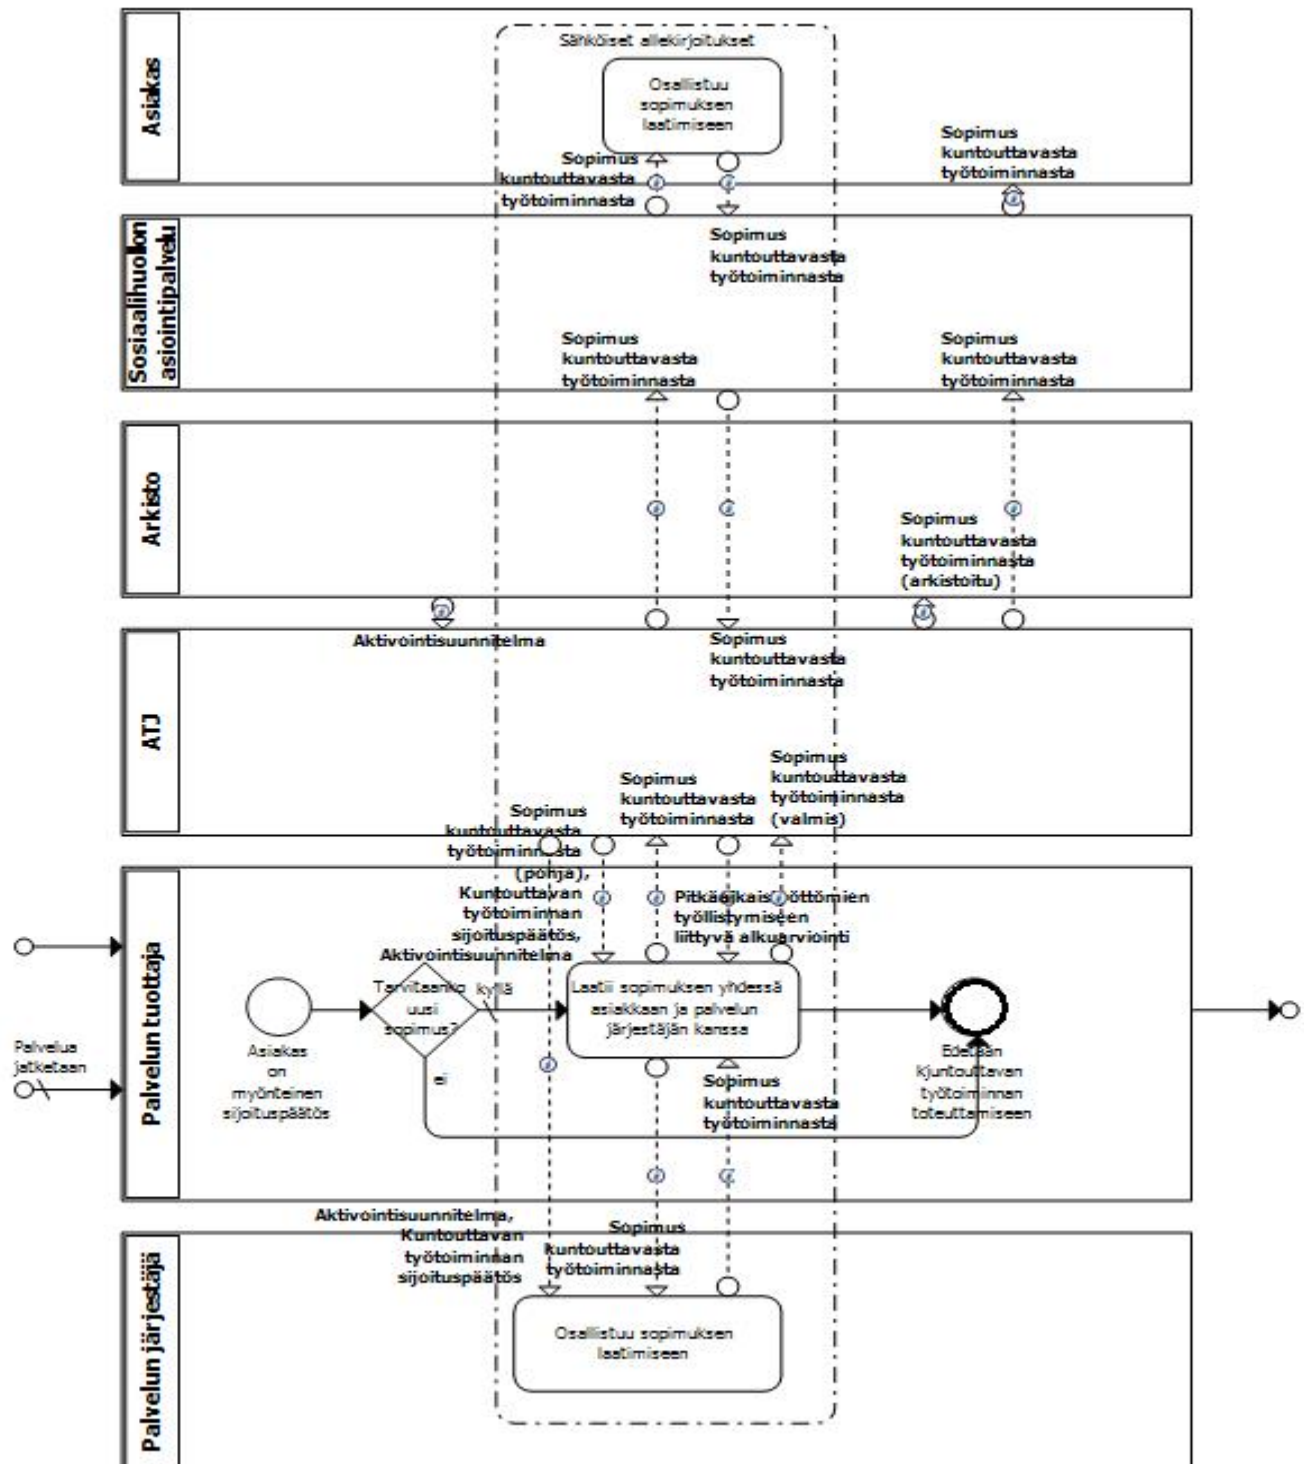 Asiakas
Sähköiset allekirjoitukset
Osallistuu
sopimuksen
laatimiseen
Sopimus
kuntouttavasta
työtoiminnasta
Sopimus
kuntouttavasta
työtoiminnasta
Sosiaalihuollon
asiointipalvelu
Sopimus
kuntouttavasta
työtoiminnasta
Sopimus
kuntouttavasta
työtoiminnasta
Sopimus
kuntouttavasta
työtoiminnasta
Arkisto
Sopimus
kuntouttavasta
työtoiminnasta
(arkistoitu)
ATJ
Aktivointisuunnitelma
Sopimus
kuntouttavasta
työtoiminnasta
Sopimus
kuntouttavasta
työtoiminnasta
(valmis)
Sopimus
kuntouttavasta
työtoiminnasta
Sopimus
kuntouttavasta
työtoiminnasta
(pohja),
Kuntouttavan
työtoiminnan
sijoituspäätös,
Aktivointisuunnitelma
Pitkäaikaistyöttömien
työllistymiseen
liittyvä alkuarviointi
Palvelun tuottaja
Palvelua
jatketaan
Asiakas
on
myönteinen
sijoituspäätös
Tarvitaanko
uusi
sopimus?
kyllä
ei
Laatii sopimuksen yhdessä
asiakkaan ja palvelun
järjestäjän kanssa
Sopimus
kuntouttavasta
työtoiminnasta
Edetään
kjuntouttavan
työtoiminnan
toteuttamiseen
Palvelun järjestäjä
Aktivointisuunnitelma,
Kuntouttavan
työtoiminnan
sijoituspäätös
Sopimus
kuntouttavasta
työtoiminnasta
Osallistuu sopimuksen
laatimiseen